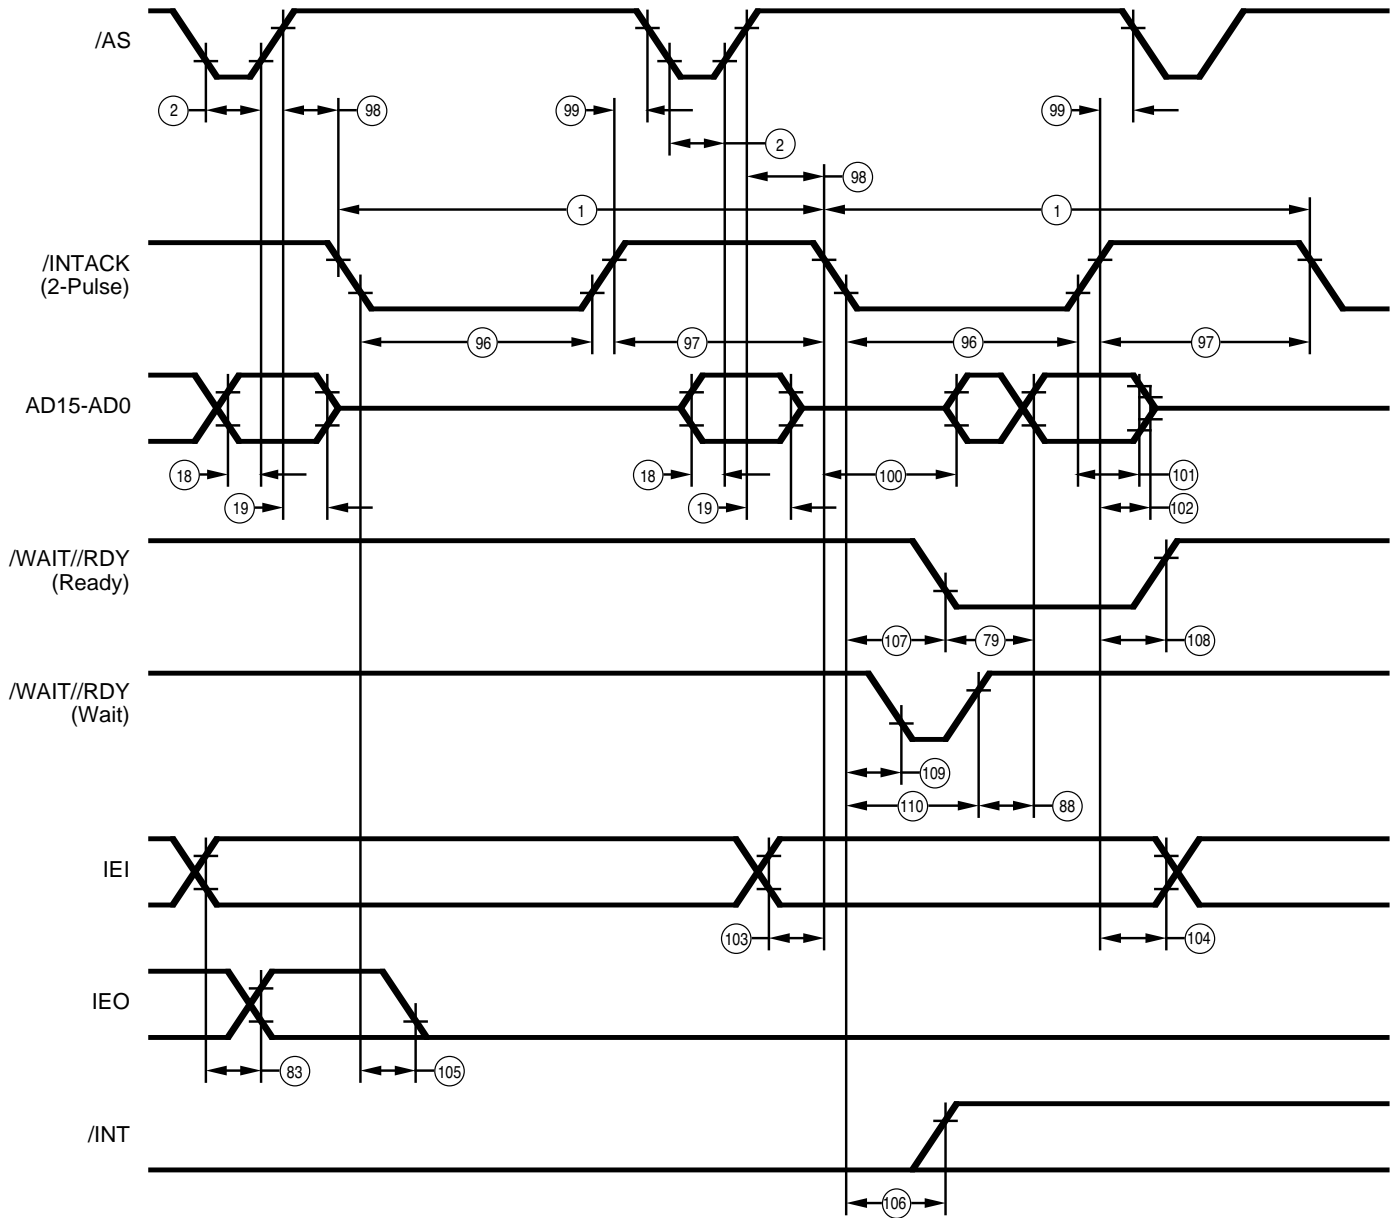 /AS
2
98
99
99
2
98
1
1
/INTACK
(2-Pulse)
96
97
96
97
AD15-AD0
18
18
100
101
19
19
102
/WAIT//RDY
(Ready)
107
79
108
/WAIT//RDY
(Wait)
109
110
88
IEI
103
104
IEO
83
105
/INT
106